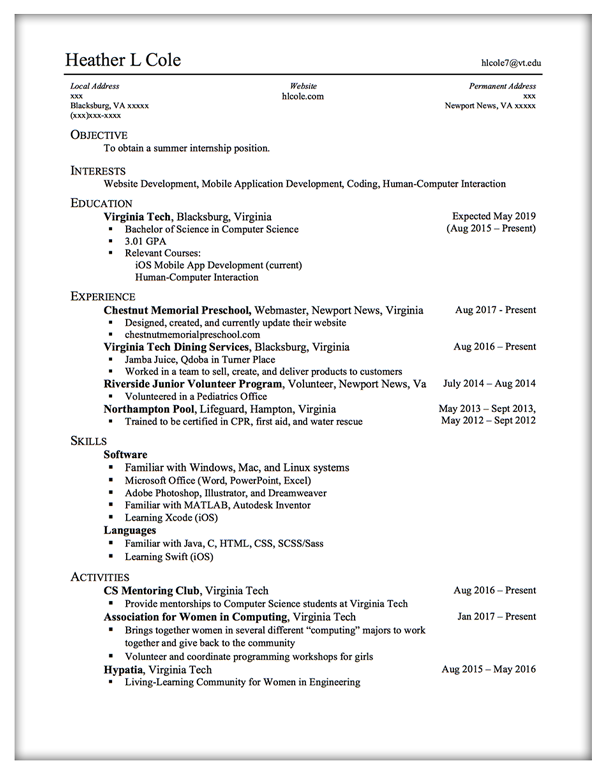 Heather L Cole hlcole7@vt.edu
Local Address Website Permanent Address
xxx hlcole.com xxx
Blacksburg, VA xxxxx Newport News, VA xxxxx
(xxx)xxx-xxxx
OBJECTIVE
To obtain a summer internship position.
INTERESTS
Website Development, Mobile Application Development, Coding, Human-Computer Interaction
EDUCATION
Virginia Tech, Blacksburg, Virginia Expected May 2019
▪ Bachelor of Science in Computer Science (Aug 2015 – Present)
▪ 3.01 GPA
▪ Relevant Courses:
iOS Mobile App Development (current)
Human-Computer Interaction
EXPERIENCE
Chestnut Memorial Preschool, Webmaster, Newport News, Virginia Aug 2017 - Present
▪ Designed, created, and currently update their website
▪ chestnutmemorialpreschool.com
Virginia Tech Dining Services, Blacksburg, Virginia Aug 2016 – Present
▪ Jamba Juice, Qdoba in Turner Place
▪ Worked in a team to sell, create, and deliver products to customers
Riverside Junior Volunteer Program, Volunteer, Newport News, Va July 2014 – Aug 2014
▪ Volunteered in a Pediatrics Office
Northampton Pool, Lifeguard, Hampton, Virginia May 2013 – Sept 2013,
▪ Trained to be certified in CPR, first aid, and water rescue May 2012 – Sept 2012
SKILLS
Software
▪ Familiar with Windows, Mac, and Linux systems
▪ Microsoft Office (Word, PowerPoint, Excel)
▪ Adobe Photoshop, Illustrator, and Dreamweaver
▪ Familiar with MATLAB, Autodesk Inventor
▪ Learning Xcode (iOS)
Languages
▪ Familiar with Java, C, HTML, CSS, SCSS/Sass
▪ Learning Swift (iOS)
ACTIVITIES
CS Mentoring Club, Virginia Tech Aug 2016 – Present
▪ Provide mentorships to Computer Science students at Virginia Tech
Association for Women in Computing, Virginia Tech Jan 2017 – Present
▪ Brings together women in several different “computing” majors to work
together and give back to the community
▪ Volunteer and coordinate programming workshops for girls
Hypatia, Virginia Tech Aug 2015 – May 2016
▪ Living-Learning Community for Women in Engineering